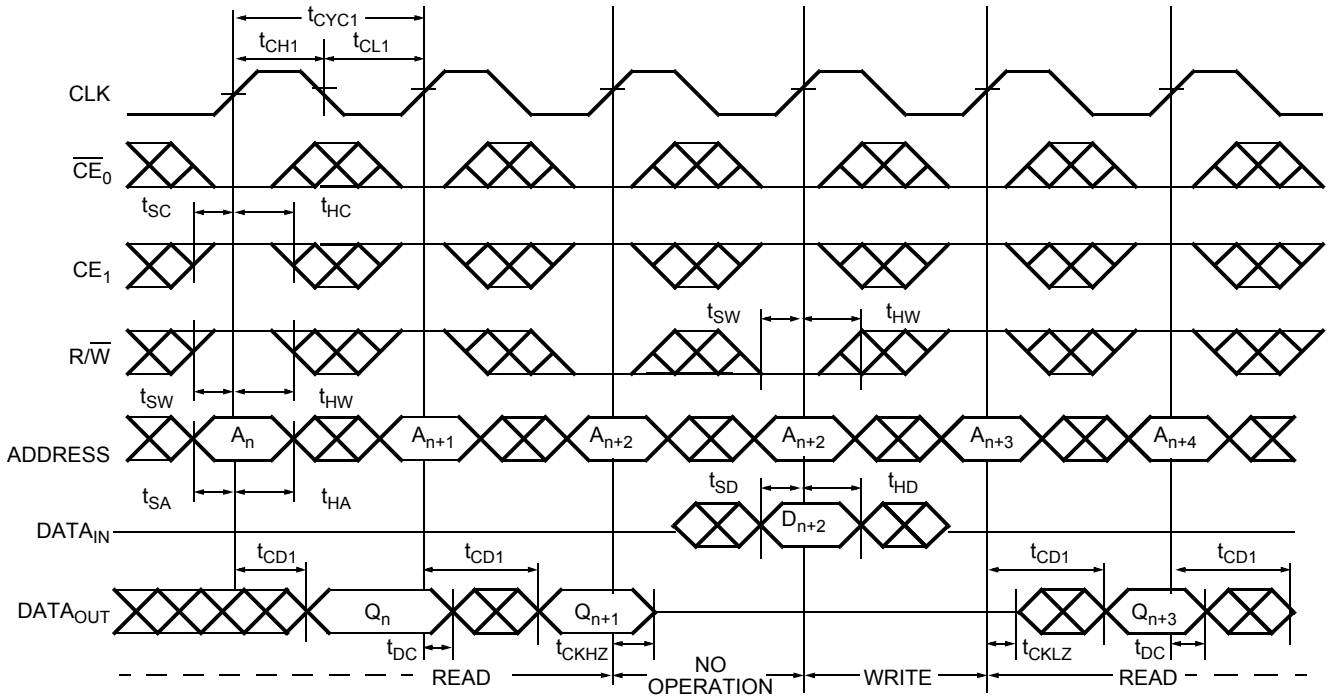 tCYC1
tCH1 tCL1
CLK
CE0
tSC tHC
CE1
tSW tHW
R/W
tSW tHW
An An+1 An+2 An+2 An+3 An+4
ADDRESS
tSA tHA tSD tHD
DATAIN Dn+2
tCD1 tCD1 tCD1 tCD1
DATAOUT Qn Qn+1 Qn+3
tDC tCKHZ tCKLZ tDC
READ NO OPERATION WRITE READ